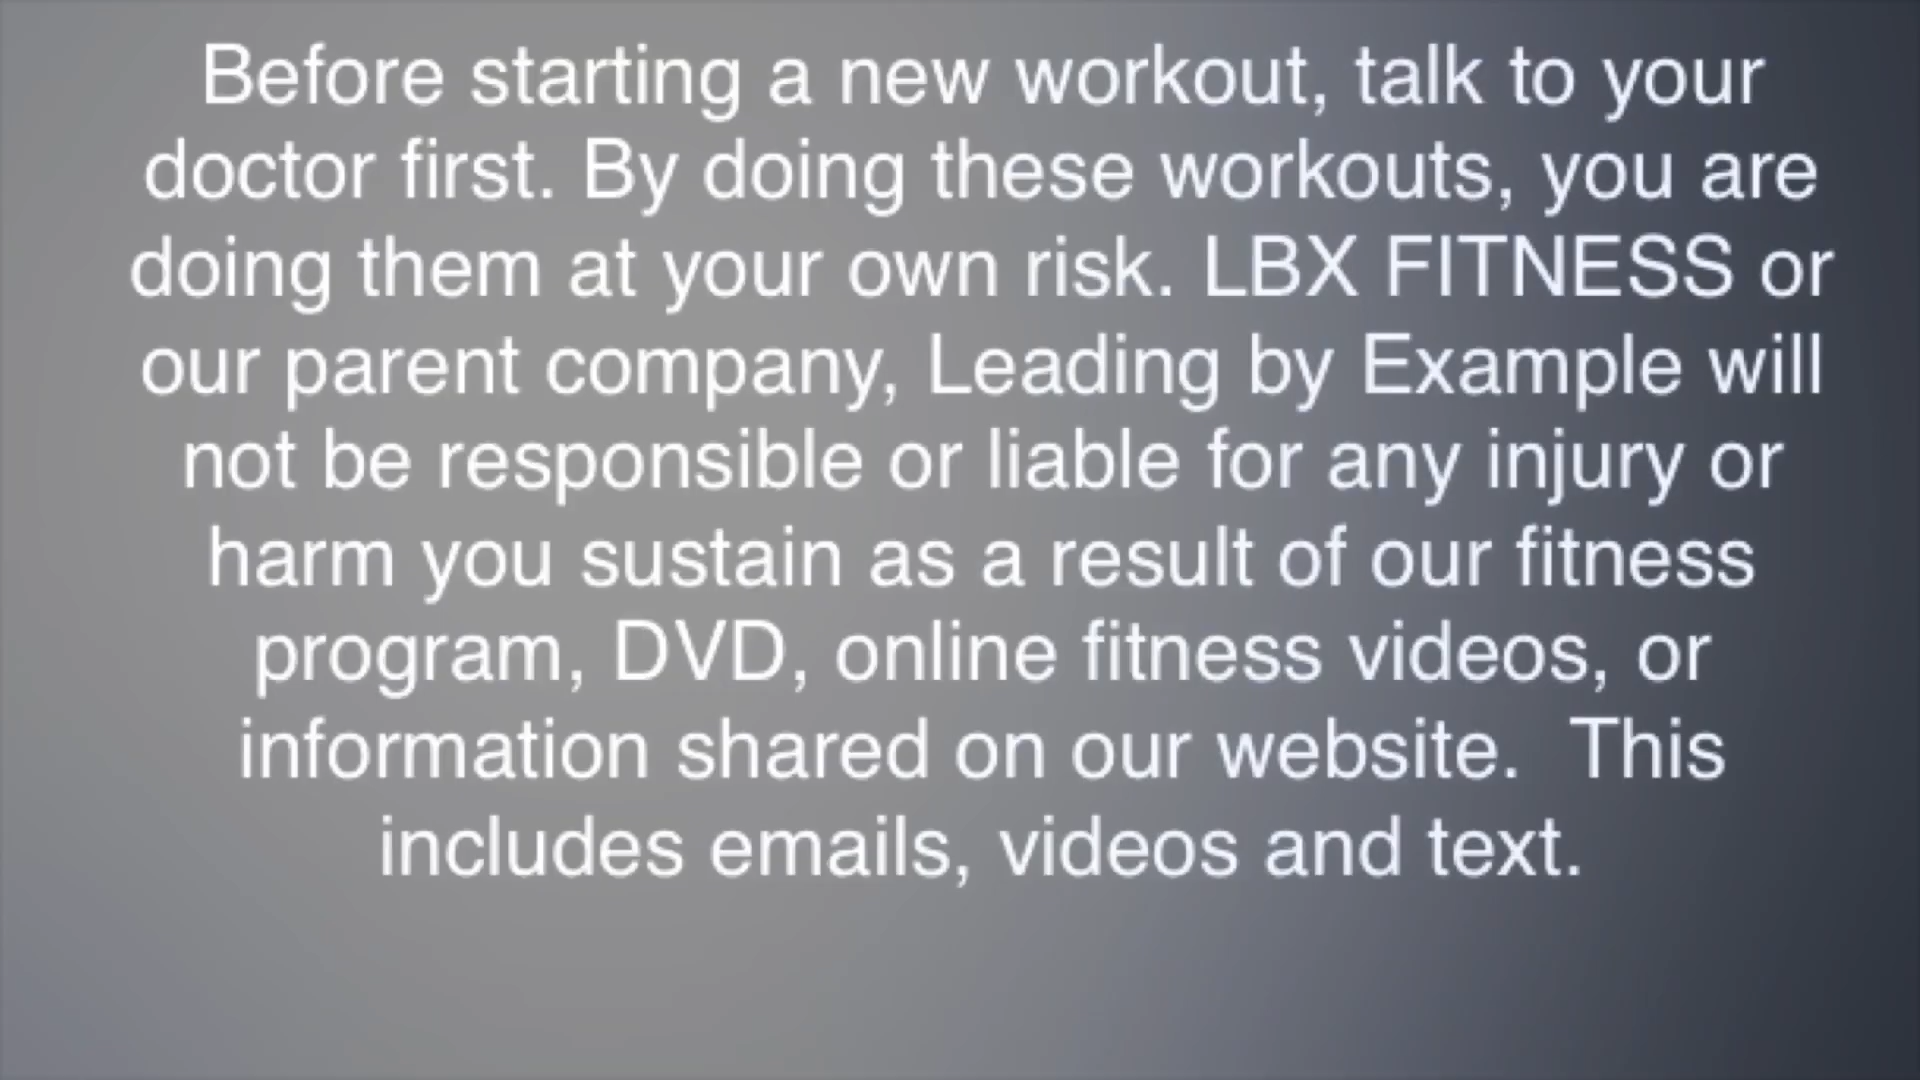 Before starting a new workout, talk to your
doctor first. By doing these workouts, you are
doing them at your own risk. LBX FITNESS or
our parent company, Leading by Example will
not be responsible or liable for any injury or
harm you sustain as a result of our fitness
program, DVD, online fitness videos, or
information shared on our website.  This
includes emails, videos and text.